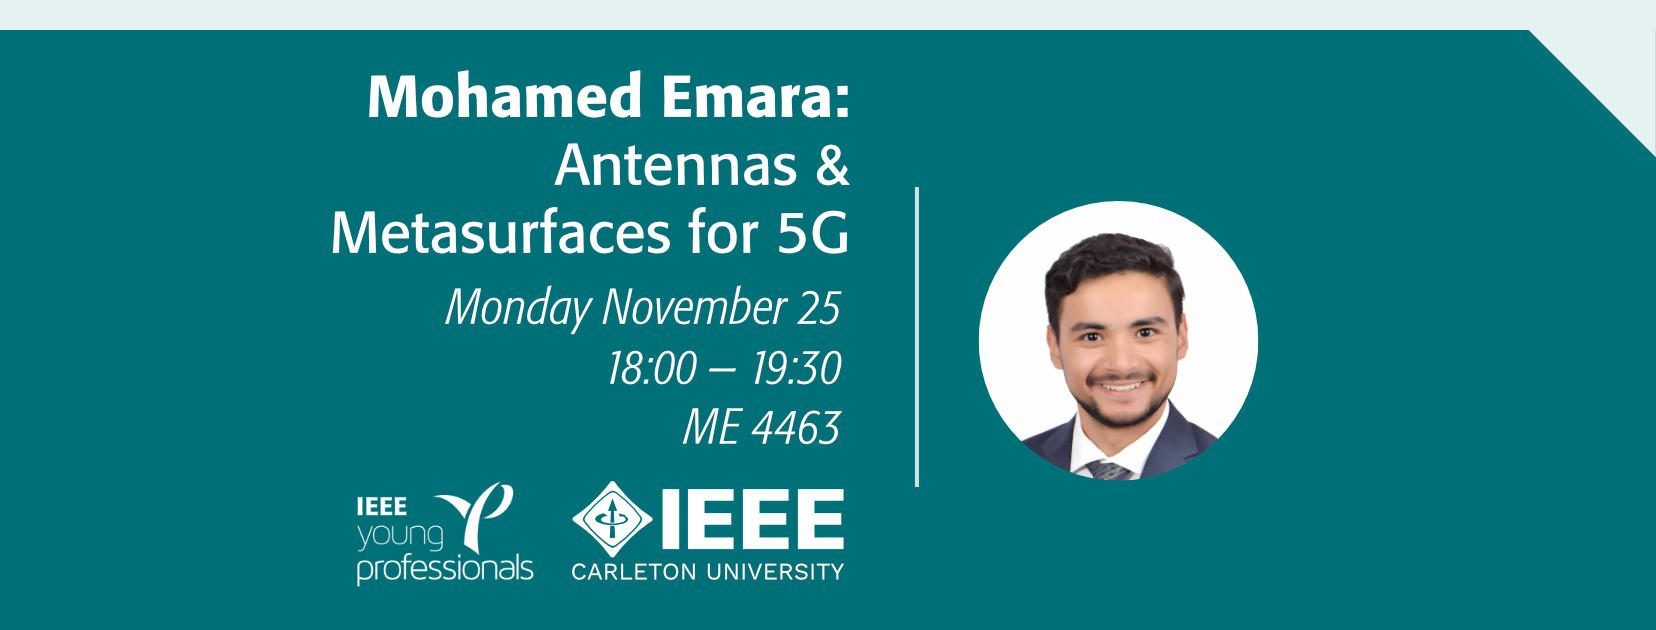 Mohamed Emara:
Antennas &
Metasurfaces for 5G
Monday November 25
18:00 – 19:30
ME 4463
IEEE
young
professionals
IEEE
CARLETON UNIVERSITY